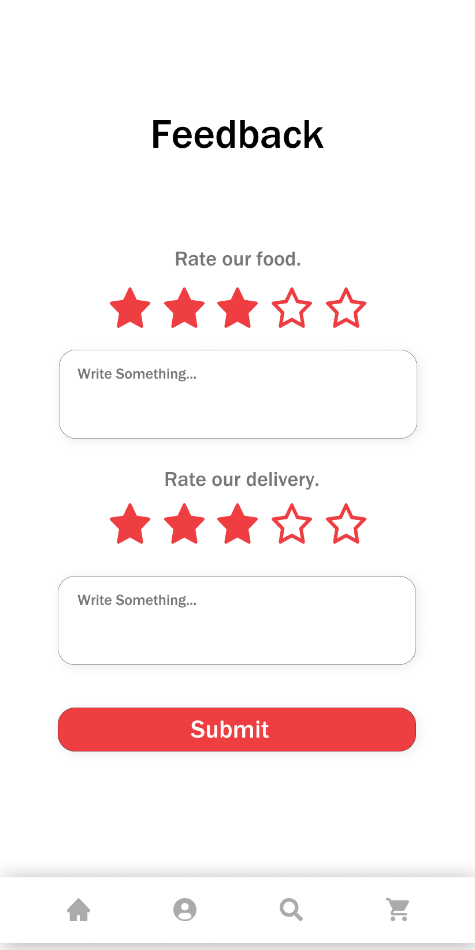 Feedback
Rate our food.
Write Something...
Rate our delivery.
Write Something...
Submit